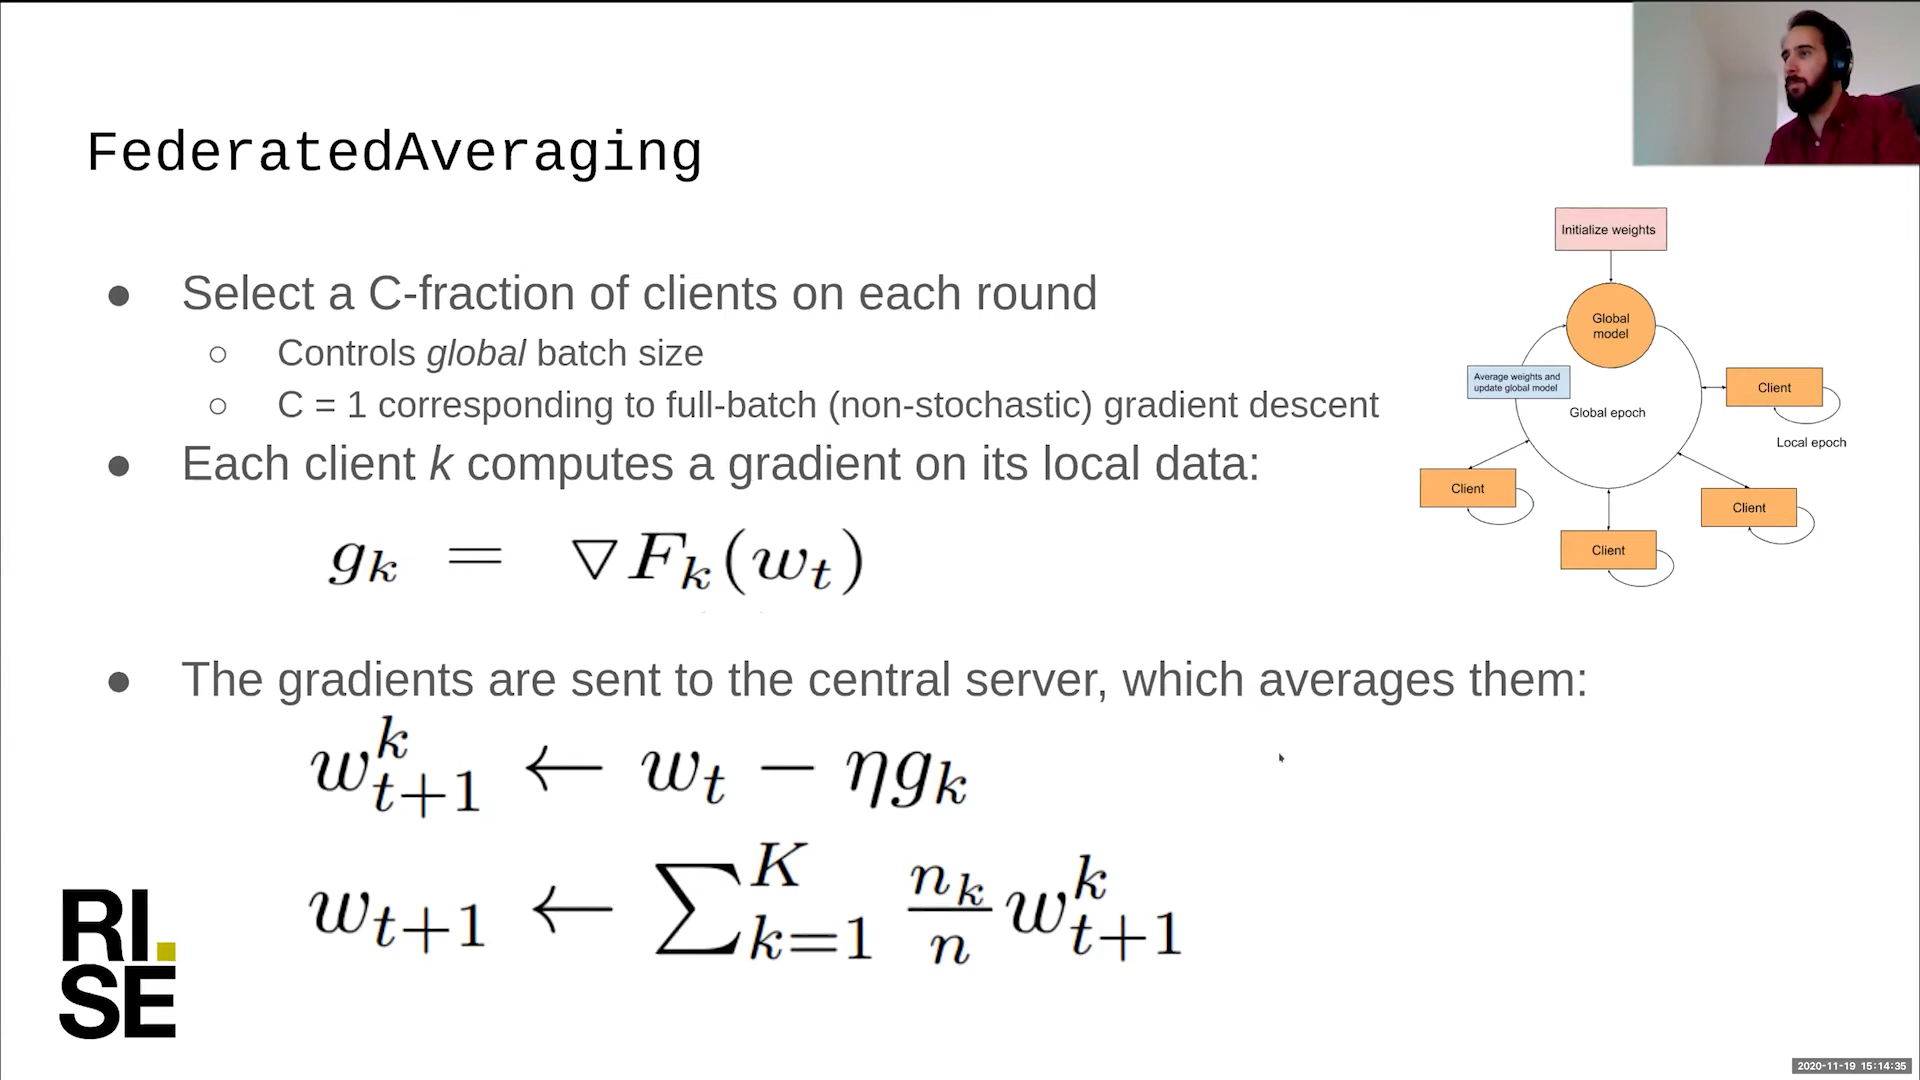 FederatedAveraging
● Select a C-fraction of clients on each round
○ Controls global batch size
○ C = 1 corresponding to full-batch (non-stochastic) gradient descent
● Each client k computes a gradient on its local data:
g_k = ▽F_k(w_t)
● The gradients are sent to the central server, which averages them:
w_{t+1}^k ← w_t − ηg_k
w_{t+1} ← ∑_{k=1}^K \frac{n_k}{n} w_{t+1}^k
Initialize weights
Global
model
Average weights and
update global model
Global epoch
Client
Local epoch
Client
Client
Client
RI.
SE
2020-11-19 15:14:35